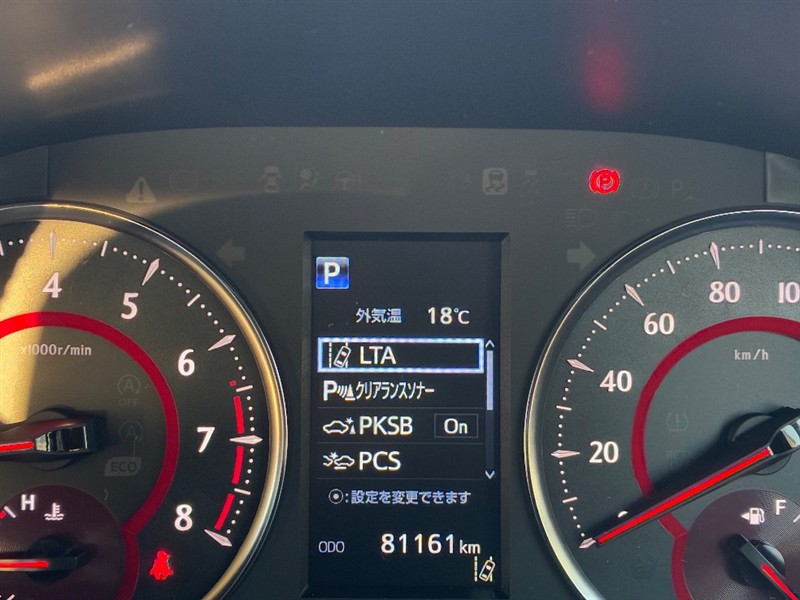 P
外気温 18℃
LTA
Pクリアランスソナー
PKSB On
PCS
:設定を変更できます
ODO 81161km
4
5
6
7
8
x1000r/min
OFF
ECO
H
P
P
20
40
60
80
10
km/h
F